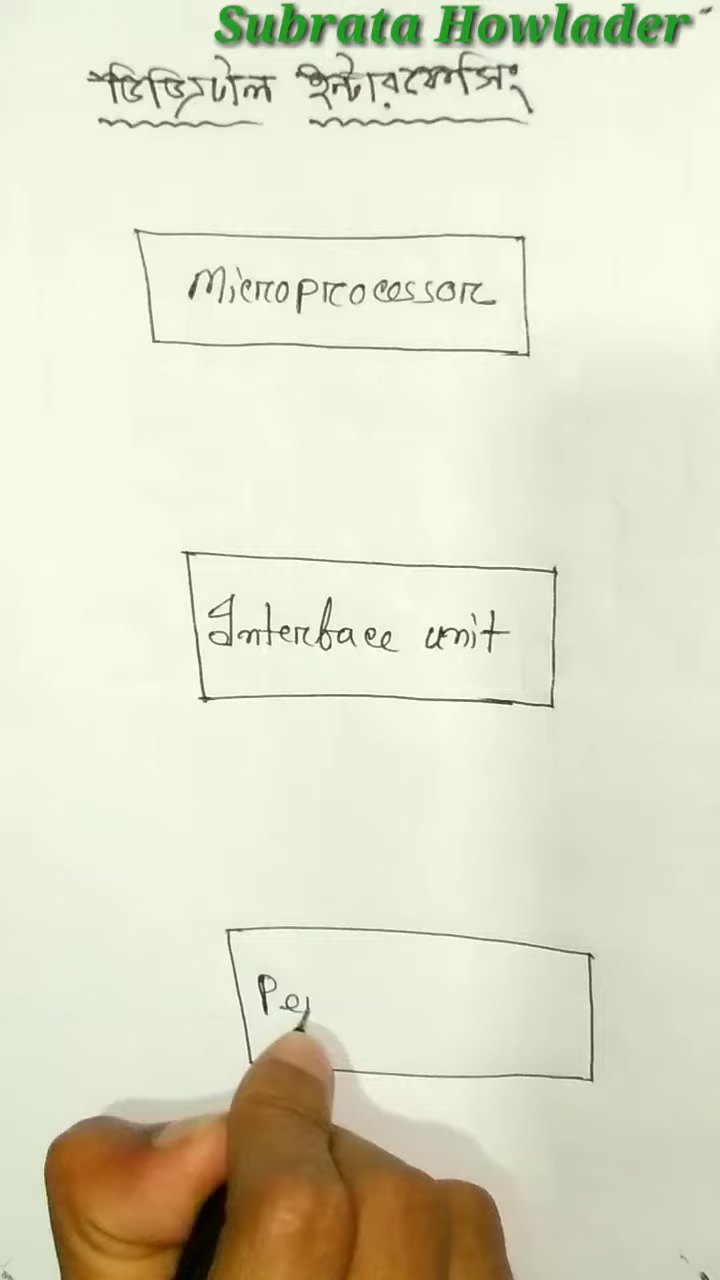 Subrata Howlader
ডিজিটাল ইন্টারফেসিং
Microprocessor
Interface unit
Pe